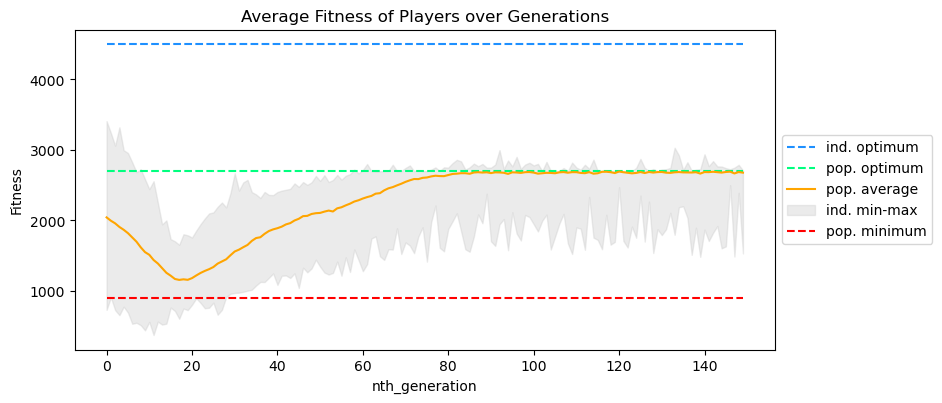 Average Fitness of Players over Generations
Fitness
4000
3000
2000
1000
0 20 40 60 80 100 120 140
nth_generation
ind. optimum
pop. optimum
pop. average
ind. min-max
pop. minimum